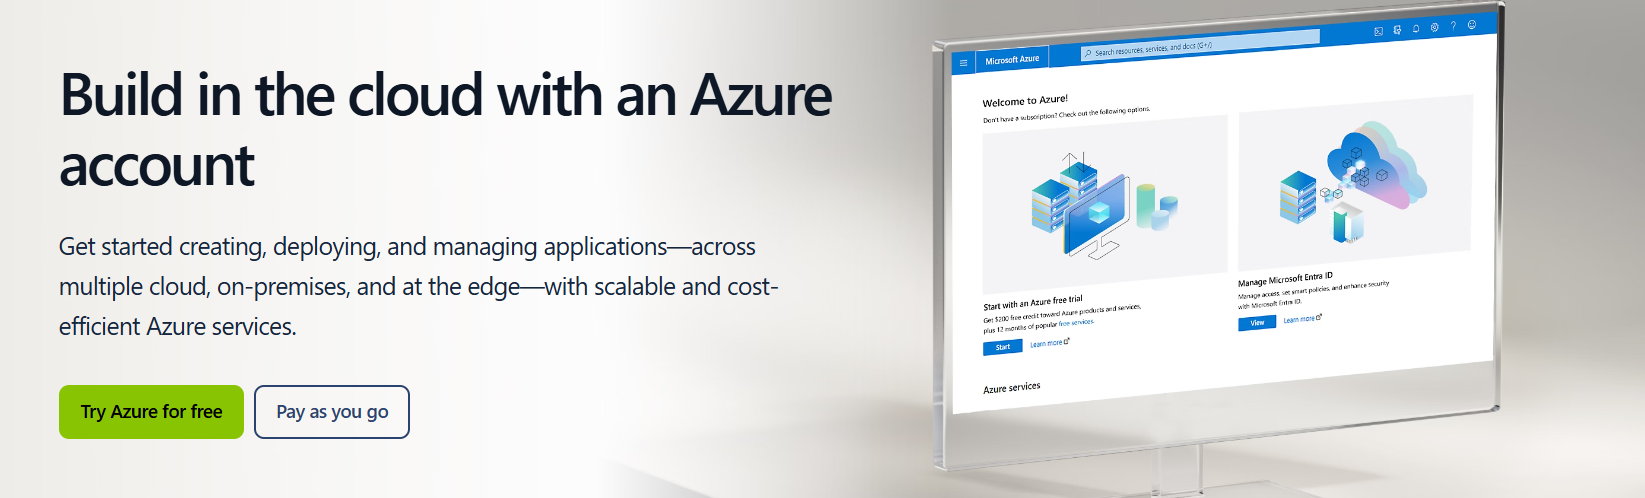 Build in the cloud with an Azure
account
Get started creating, deploying, and managing applications—across
multiple cloud, on-premises, and at the edge—with scalable and cost-
efficient Azure services.
Try Azure for free
Pay as you go
Microsoft Azure
Search resources, services, and docs (G+/)
Welcome to Azure!
Don't have a subscription? Check out the following options.
Start with an Azure free trial
Get $200 free credit toward Azure products and services,
plus 12 months of popular free services.
Start
Learn more
Manage Microsoft Entra ID
Manage access, set smart policies, and enhance security
with Microsoft Entra ID.
View
Learn more
Azure services